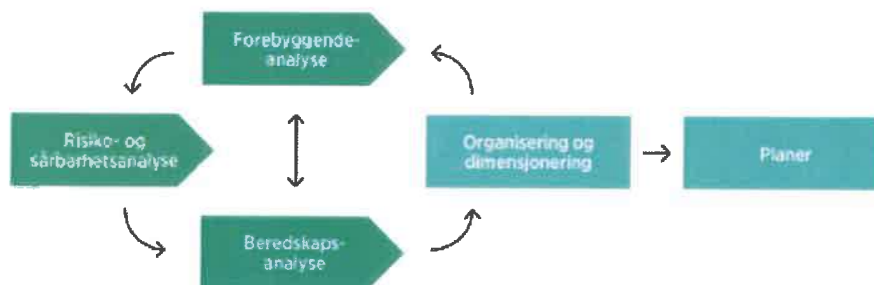 Forebyggende-
analyse
Risiko- og
sårbarhetsanalyse
Organisering og
dimensjonering
Planer
Beredskaps-
analyse